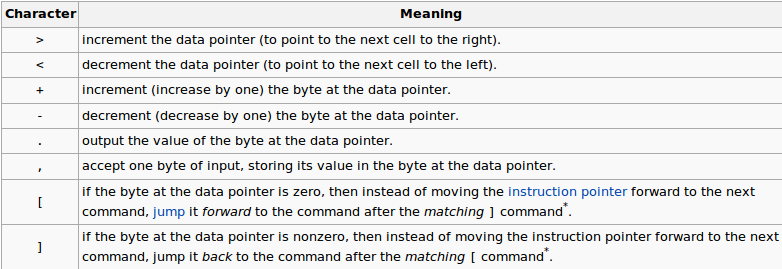 Character Meaning
> increment the data pointer (to point to the next cell to the right).
< decrement the data pointer (to point to the next cell to the left).
+ increment (increase by one) the byte at the data pointer.
- decrement (decrease by one) the byte at the data pointer.
. output the value of the byte at the data pointer.
, accept one byte of input, storing its value in the byte at the data pointer.
[ if the byte at the data pointer is zero, then instead of moving the instruction pointer forward to the next
command, jump it forward to the command after the matching ] command*.
] if the byte at the data pointer is nonzero, then instead of moving the instruction pointer forward to the next
command, jump it back to the command after the matching [ command*.